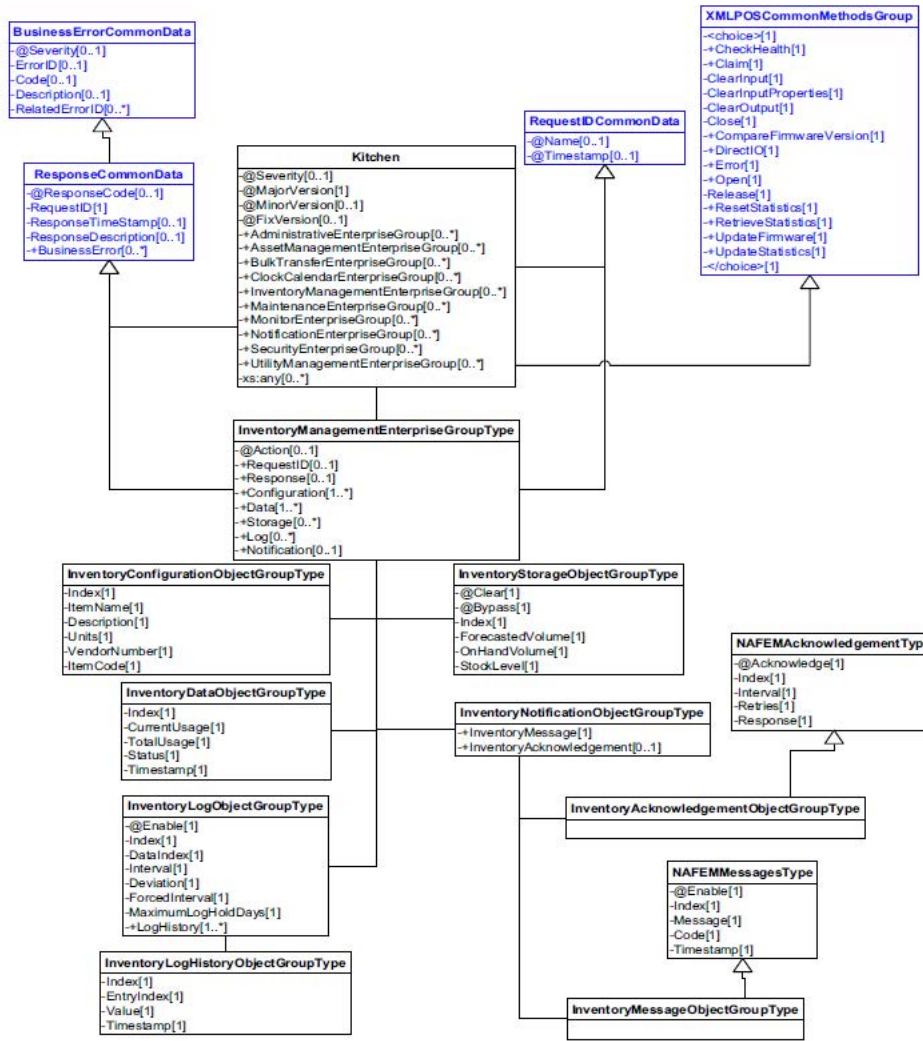 BusinessErrorCommonData
-@Severity[0..1]
-ErrorID[0..1]
-Code[0..1]
-Description[0..1]
-RelatedErrorID[0..*]
XMLPOSCommonMethodsGroup
-<choice>[1]
-+CheckHealth[1]
-+Claim[1]
-ClearInput[1]
-ClearInputProperties[1]
-ClearOutput[1]
-Close[1]
-+CompareFirmwareVersion[1]
-+DirectIO[1]
-+Error[1]
-+Open[1]
-Release[1]
-+ResetStatistics[1]
-+RetrieveStatistics[1]
-+UpdateFirmware[1]
-+UpdateStatistics[1]
-</choice>[1]
RequestIDCommonData
-@Name[0..1]
-@Timestamp[0..1]
ResponseCommonData
-@ResponseCode[0..1]
-RequestID[1]
-ResponseTimeStamp[0..1]
-ResponseDescription[0..1]
-+BusinessError[0..*]
Kitchen
-@Severity[0..1]
-@MajorVersion[1]
-@MinorVersion[0..1]
-@FixVersion[0..1]
-+AdministrativeEnterpriseGroup[0..*]
-+AssetManagementEnterpriseGroup[0..*]
-+BulkTransferEnterpriseGroup[0..*]
-+ClockCalendarEnterpriseGroup[0..*]
-+InventoryManagementEnterpriseGroup[0..*]
-+MaintenanceEnterpriseGroup[0..*]
-+MonitorEnterpriseGroup[0..*]
-+NotificationEnterpriseGroup[0..*]
-+SecurityEnterpriseGroup[0..*]
-+UtilityManagementEnterpriseGroup[0..*]
-xs:any[0..*]
InventoryManagementEnterpriseGroupType
-@Action[0..1]
-+RequestID[0..1]
-+Response[0..1]
-+Configuration[1..*]
-+Data[1..*]
-+Storage[0..*]
-+Log[0..*]
-+Notification[0..1]
InventoryConfigurationObjectGroupType
-Index[1]
-ItemName[1]
-Description[1]
-Units[1]
-VendorNumber[1]
-ItemCode[1]
InventoryStorageObjectGroupType
-@Clear[1]
-@Bypass[1]
-Index[1]
-ForecastedVolume[1]
-OnHandVolume[1]
-StockLevel[1]
NAFEMAcknowledgementTyp
-@Acknowledge[1]
-Index[1]
-Interval[1]
-Retries[1]
-Response[1]
InventoryDataObjectGroupType
-Index[1]
-CurrentUsage[1]
-TotalUsage[1]
-Status[1]
-Timestamp[1]
InventoryNotificationObjectGroupType
-+InventoryMessage[1]
-+InventoryAcknowledgement[0..1]
InventoryLogObjectGroupType
-@Enable[1]
-Index[1]
-DataIndex[1]
-Interval[1]
-Deviation[1]
-ForcedInterval[1]
-MaximumLogHoldDays[1]
-+LogHistory[1..*]
InventoryAcknowledgementObjectGroupType
NAFEMMessagesType
-@Enable[1]
-Index[1]
-Message[1]
-Code[1]
-Timestamp[1]
InventoryLogHistoryObjectGroupType
-Index[1]
-EntryIndex[1]
-Value[1]
-Timestamp[1]
InventoryMessageObjectGroupType